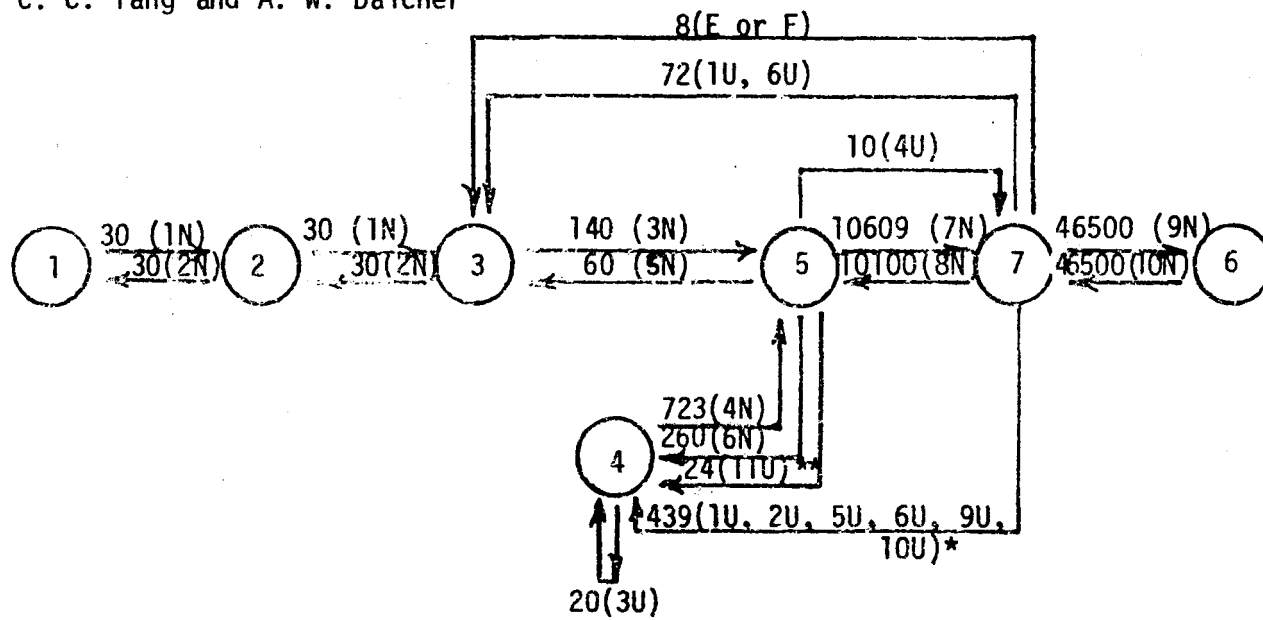 C. C. Tang and A. W. Dalcher
8(E or F)
72(1U, 6U)
10(4U)
30 (1N)
30 (1N)
140 (3N)
10609 (7N)
46500 (9N)
1
2
3
5
7
6
30(2N)
30(2N)
60 (5N)
10100(8N)
46500(10N)
723(4N)
260(6N)
4
24(11U)**
439(1U, 2U, 5U, 6U, 9U,
10U)*
20(3U)